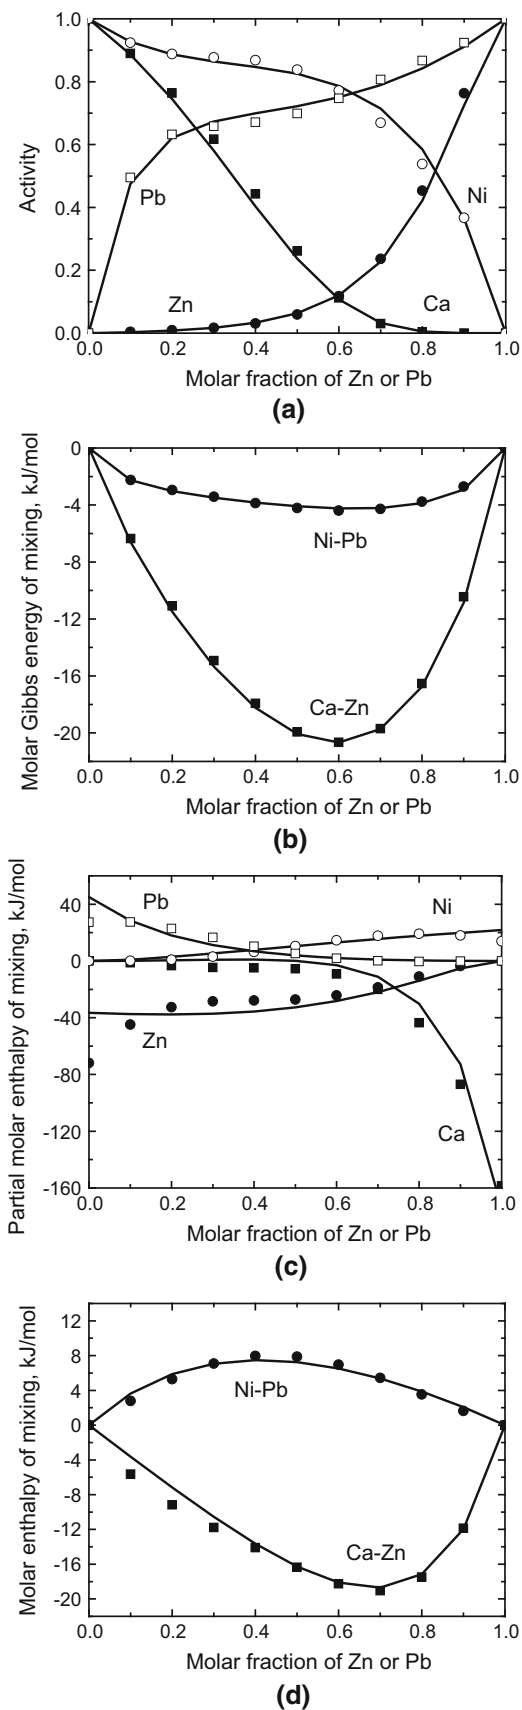 1.0
0.8
0.6
0.4
0.2
0.0
Activity
Pb
Ni
Zn
Ca
0.0 0.2 0.4 0.6 0.8 1.0
Molar fraction of Zn or Pb
(a)
0
-4
-8
-12
-16
-20
Molar Gibbs energy of mixing, kJ/mol
Ni-Pb
Ca-Zn
0.0 0.2 0.4 0.6 0.8 1.0
Molar fraction of Zn or Pb
(b)
40
0
-40
-80
-120
-160
Partial molar enthalpy of mixing, kJ/mol
Pb
Ni
Zn
Ca
0.0 0.2 0.4 0.6 0.8 1.0
Molar fraction of Zn or Pb
(c)
12
8
4
0
-4
-8
-12
-16
-20
Molar enthalpy of mixing, kJ/mol
Ni-Pb
Ca-Zn
0.0 0.2 0.4 0.6 0.8 1.0
Molar fraction of Zn or Pb
(d)